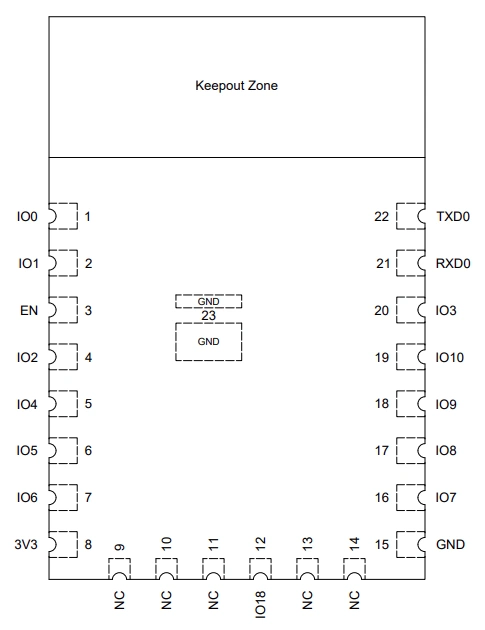 Keepout Zone
IO0 1 22 TXD0
IO1 2 21 RXD0
EN 3 20 IO3
GND
23
IO2 4 GND 19 IO10
IO4 5 18 IO9
IO5 6 17 IO8
IO6 7 16 IO7
3V3 8 9 10 11 12 13 14 15 GND
NC NC NC IO18 NC NC